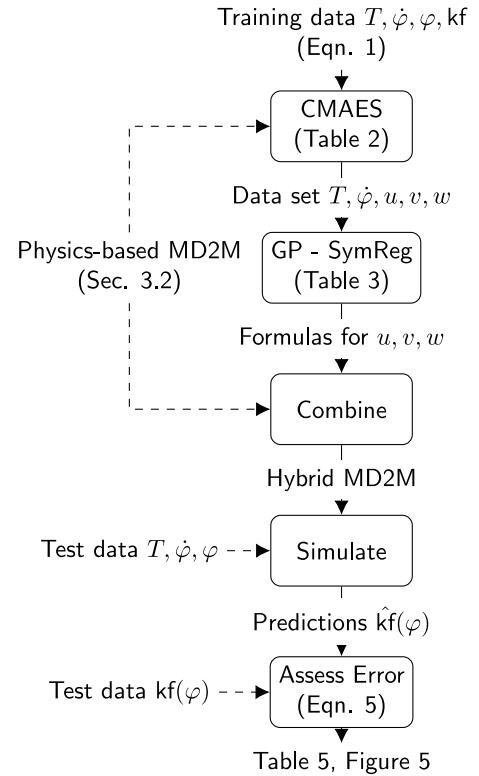 Training data T, φ̇, φ, kf
(Eqn. 1)
CMAES
(Table 2)
Data set T, φ̇, u, v, w
Physics-based MD2M
(Sec. 3.2)
GP - SymReg
(Table 3)
Formulas for u, v, w
Combine
Hybrid MD2M
Test data T, φ̇, φ
Simulate
Predictions k̂f(φ)
Test data kf(φ)
Assess Error
(Eqn. 5)
Table 5, Figure 5